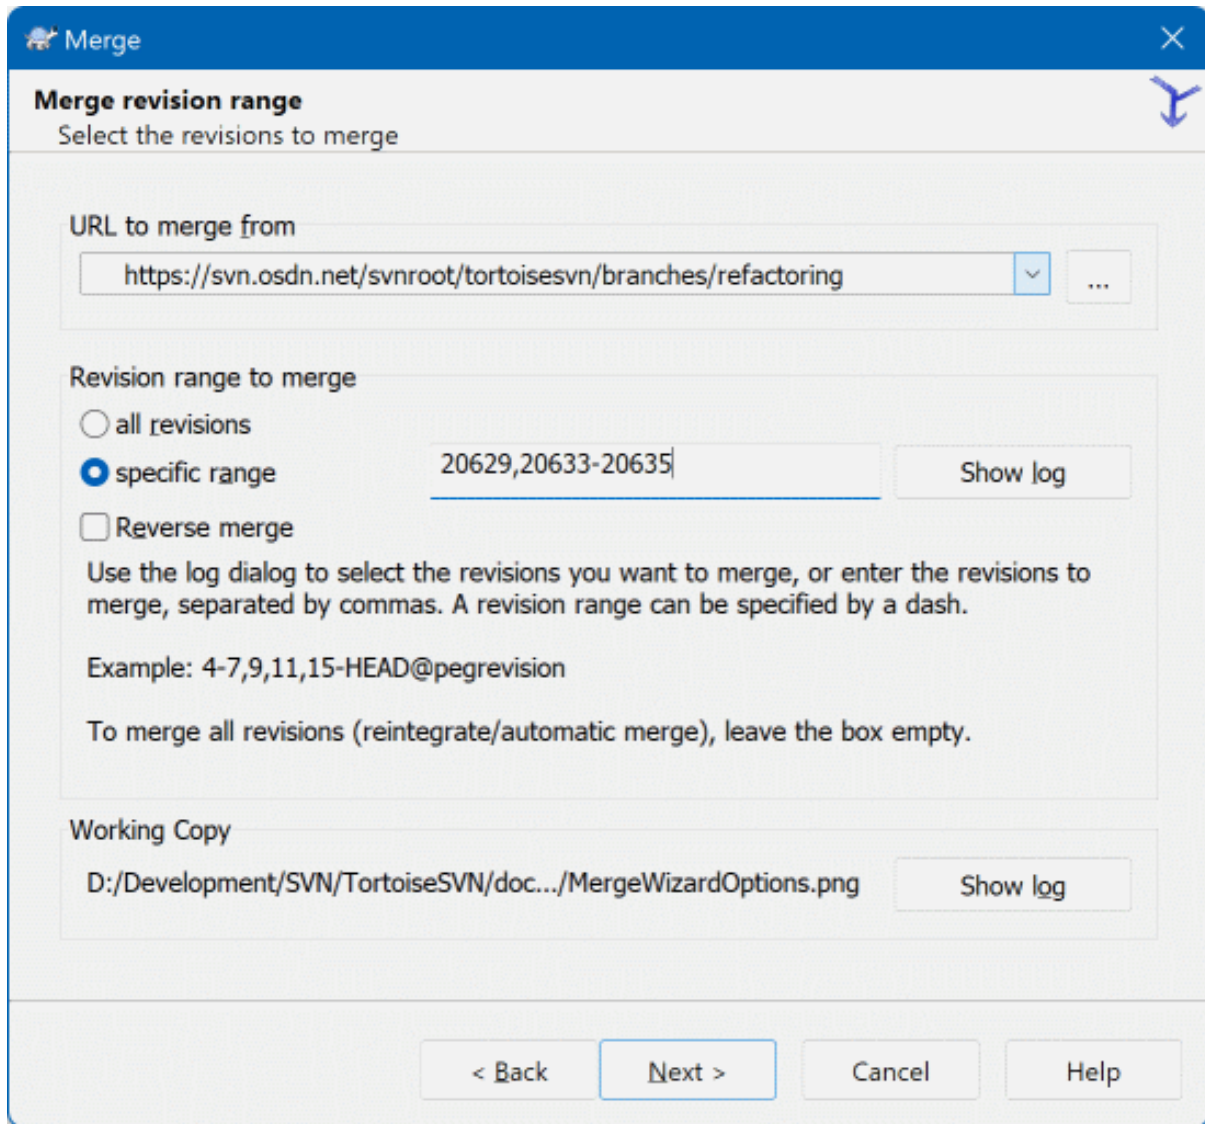 Merge
Merge revision range
Select the revisions to merge
URL to merge from
https://svn.osdn.net/svnroot/tortoisesvn/branches/refactoring
...
Revision range to merge
all revisions
specific range
20629,20633-20635
Show log
Reverse merge
Use the log dialog to select the revisions you want to merge, or enter the revisions to
merge, separated by commas. A revision range can be specified by a dash.
Example: 4-7,9,11,15-HEAD@pegrevision
To merge all revisions (reintegrate/automatic merge), leave the box empty.
Working Copy
D:/Development/SVN/TortoiseSVN/doc.../MergeWizardOptions.png
Show log
< Back
Next >
Cancel
Help